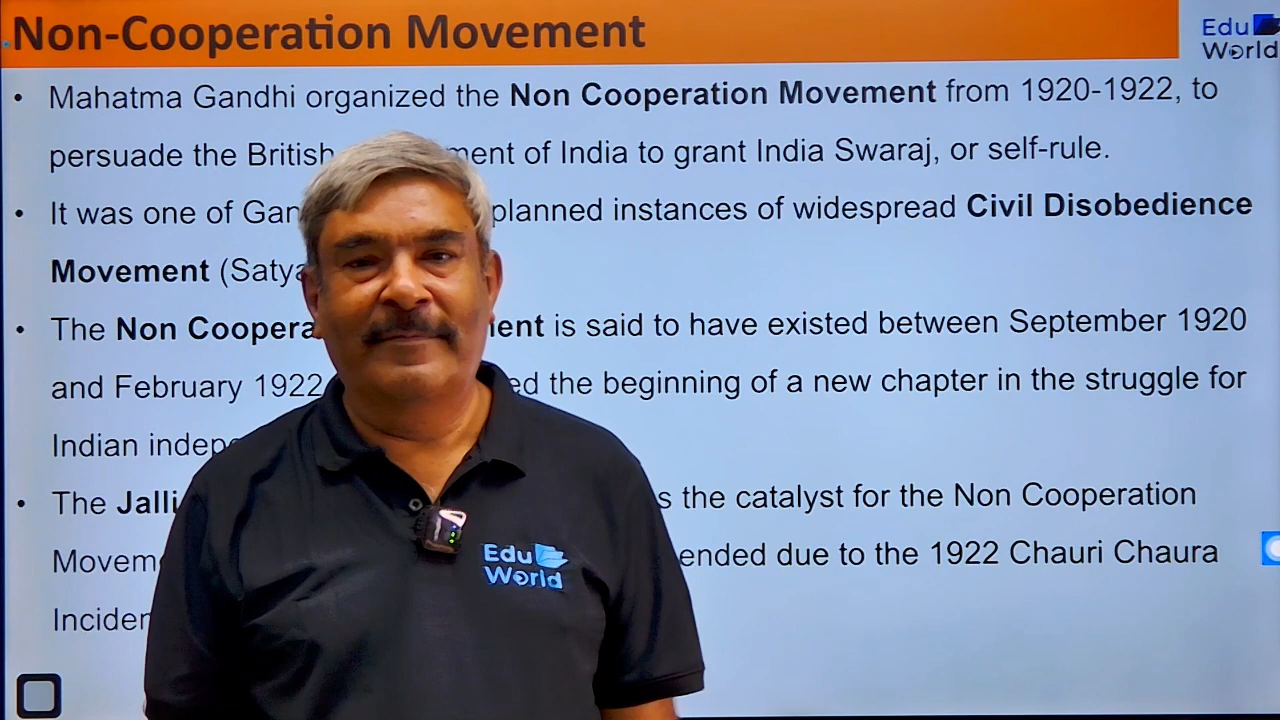 Non-Cooperation Movement
Edu
World
• Mahatma Gandhi organized the Non Cooperation Movement from 1920-1922, to
persuade the British ment of India to grant India Swaraj, or self-rule.
• It was one of Gan planned instances of widespread Civil Disobedience
Movement (Satya
• The Non Coopera ent is said to have existed between September 1920
and February 1922 ed the beginning of a new chapter in the struggle for
Indian indep
• The Jalli s the catalyst for the Non Cooperation
Movem ended due to the 1922 Chauri Chaura
Inciden
Edu
World